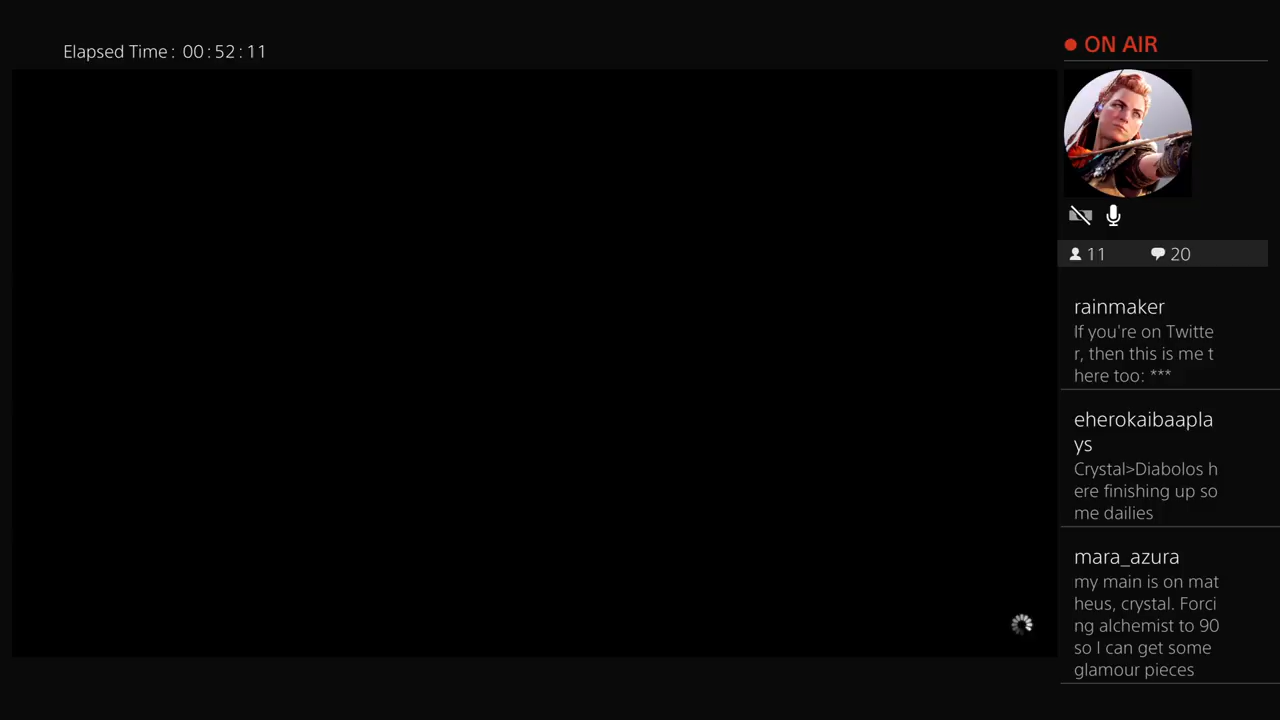 Elapsed Time : 00 : 52 : 11
ON AIR
11 20
rainmaker
If you're on Twitte
r, then this is me t
here too: ***
eherokaibaapla
ys
Crystal>Diabolos h
ere finishing up so
me dailies
mara_azura
my main is on mat
heus, crystal. Forci
ng alchemist to 90
so I can get some
glamour pieces